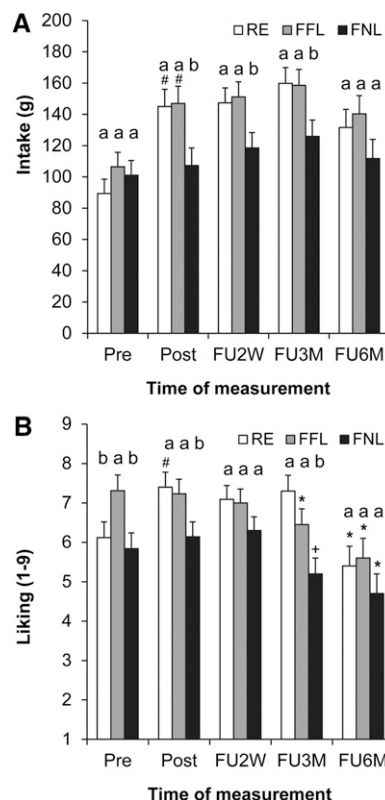 A
RE FFL FNL
200
180
160
140
120
100
80
60
40
20
0
Intake (g)
a a a
a a b
# #
a a b
a a b
a a a
Pre Post FU2W FU3M FU6M
Time of measurement
B
RE FFL FNL
9
8
7
6
5
4
3
2
1
Liking (1-9)
b a b
a a b
#
a a a
a a b
*
+
a a a
* * *
Pre Post FU2W FU3M FU6M
Time of measurement